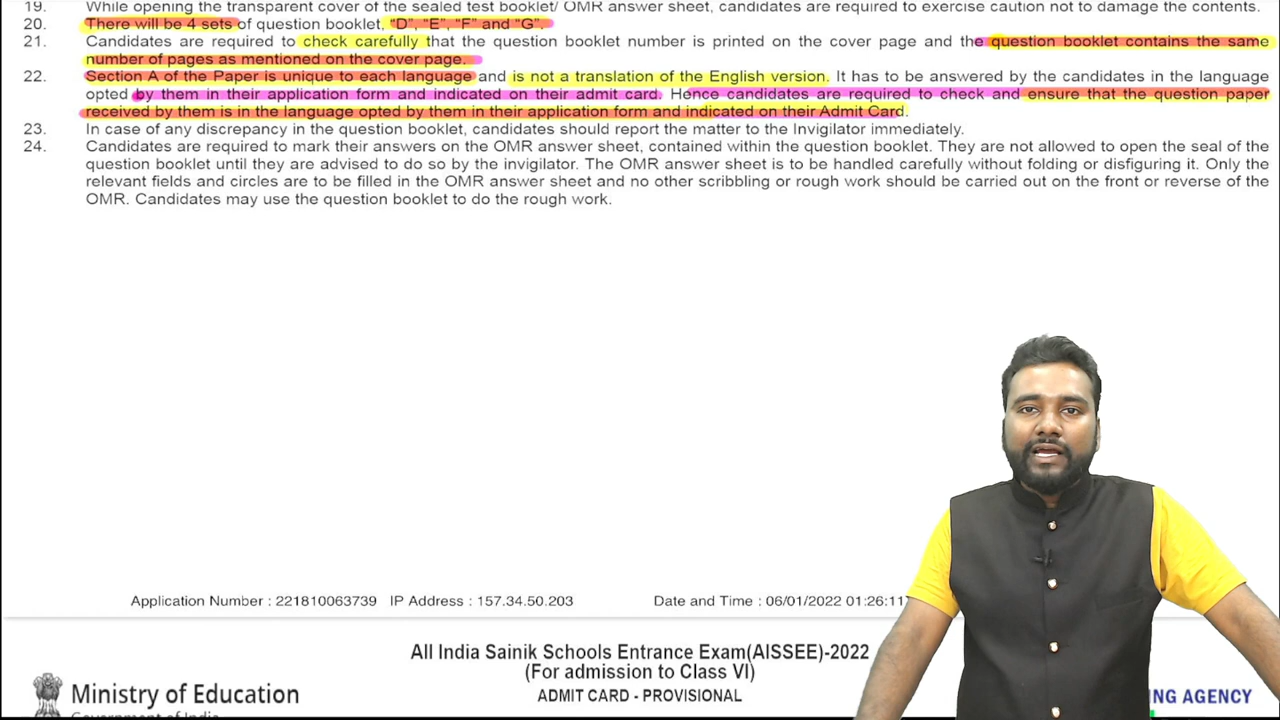 19. While opening the transparent cover of the sealed test booklet/ OMR answer sheet, candidates are required to exercise caution not to damage the contents.
20. There will be 4 sets of question booklet, “D”, “E”, “F” and “G”.
21. Candidates are required to check carefully that the question booklet number is printed on the cover page and the question booklet contains the same
number of pages as mentioned on the cover page.
22. Section A of the Paper is unique to each language and is not a translation of the English version. It has to be answered by the candidates in the language
opted by them in their application form and indicated on their admit card. Hence candidates are required to check and ensure that the question paper
received by them is in the language opted by them in their application form and indicated on their Admit Card.
23. In case of any discrepancy in the question booklet, candidates should report the matter to the Invigilator immediately.
24. Candidates are required to mark their answers on the OMR answer sheet, contained within the question booklet. They are not allowed to open the seal of the
question booklet until they are advised to do so by the invigilator. The OMR answer sheet is to be handled carefully without folding or disfiguring it. Only the
relevant fields and circles are to be filled in the OMR answer sheet and no other scribbling or rough work should be carried out on the front or reverse of the
OMR. Candidates may use the question booklet to do the rough work.
Application Number : 221810063739 IP Address : 157.34.50.203 Date and Time : 06/01/2022 01:26:11
All India Sainik Schools Entrance Exam(AISSEE)-2022
(For admission to Class VI)
ADMIT CARD - PROVISIONAL
Ministry of Education
Government of India
NG AGENCY